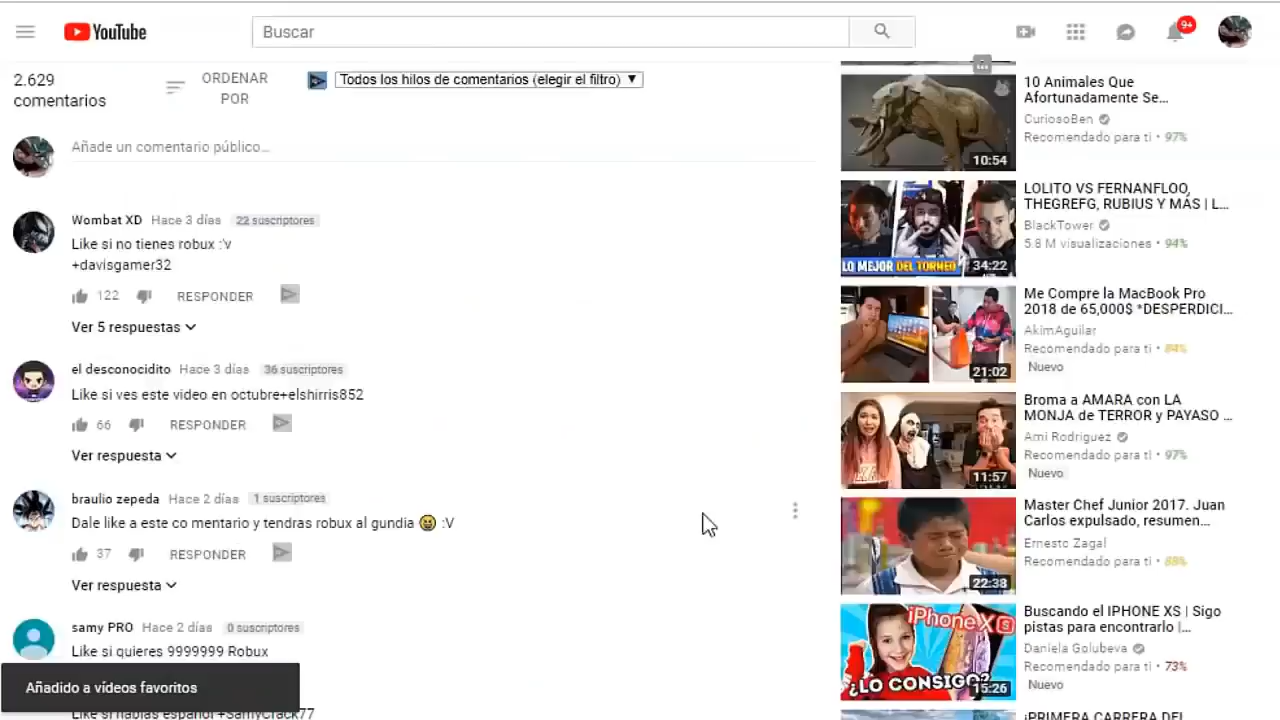 YouTube
Buscar
9+
2.629
comentarios
ORDENAR
POR
Todos los hilos de comentarios (elegir el filtro) ▼
Añade un comentario público...
Wombat XD Hace 3 días 22 suscriptores
Like si no tienes robux :'v
+davisgamer32
122 RESPONDER
Ver 5 respuestas
el desconocidito Hace 3 días 36 suscriptores
Like si ves este video en octubre+elshirris852
66 RESPONDER
Ver respuesta
braulio zepeda Hace 2 días 1 suscriptores
Dale like a este co mentario y tendras robux al gundia 😆 :V
37 RESPONDER
Ver respuesta
samy PRO Hace 2 días 0 suscriptores
Like si quieres 9999999 Robux
Añadido a vídeos favoritos
Like si hablas español +SamyCrack77
10:54
10 Animales Que
Afortunadamente Se...
CuriosoBen
Recomendado para ti • 97%
LO MEJOR DEL TORNEO
34:22
LOLITO VS FERNANFLOO,
THEGREFG, RUBIUS Y MÁS | L...
BlackTower
5.8 M visualizaciones • 94%
21:02
Me Compre la MacBook Pro
2018 de 65,000$ *DESPERDICI...
AkimAguilar
Recomendado para ti • 84%
Nuevo
11:57
Broma a AMARA con LA
MONJA de TERROR y PAYASO ...
Ami Rodriguez
Recomendado para ti • 97%
Nuevo
22:38
Master Chef Junior 2017. Juan
Carlos expulsado, resumen...
Ernesto Zagal
Recomendado para ti • 88%
iPhone XS
¿LO CONSIGO?
15:26
Buscando el IPHONE XS | Sigo
pistas para encontrarlo |...
Daniela Golubeva
Recomendado para ti • 73%
Nuevo
¡PRIMERA CARRERA DEL